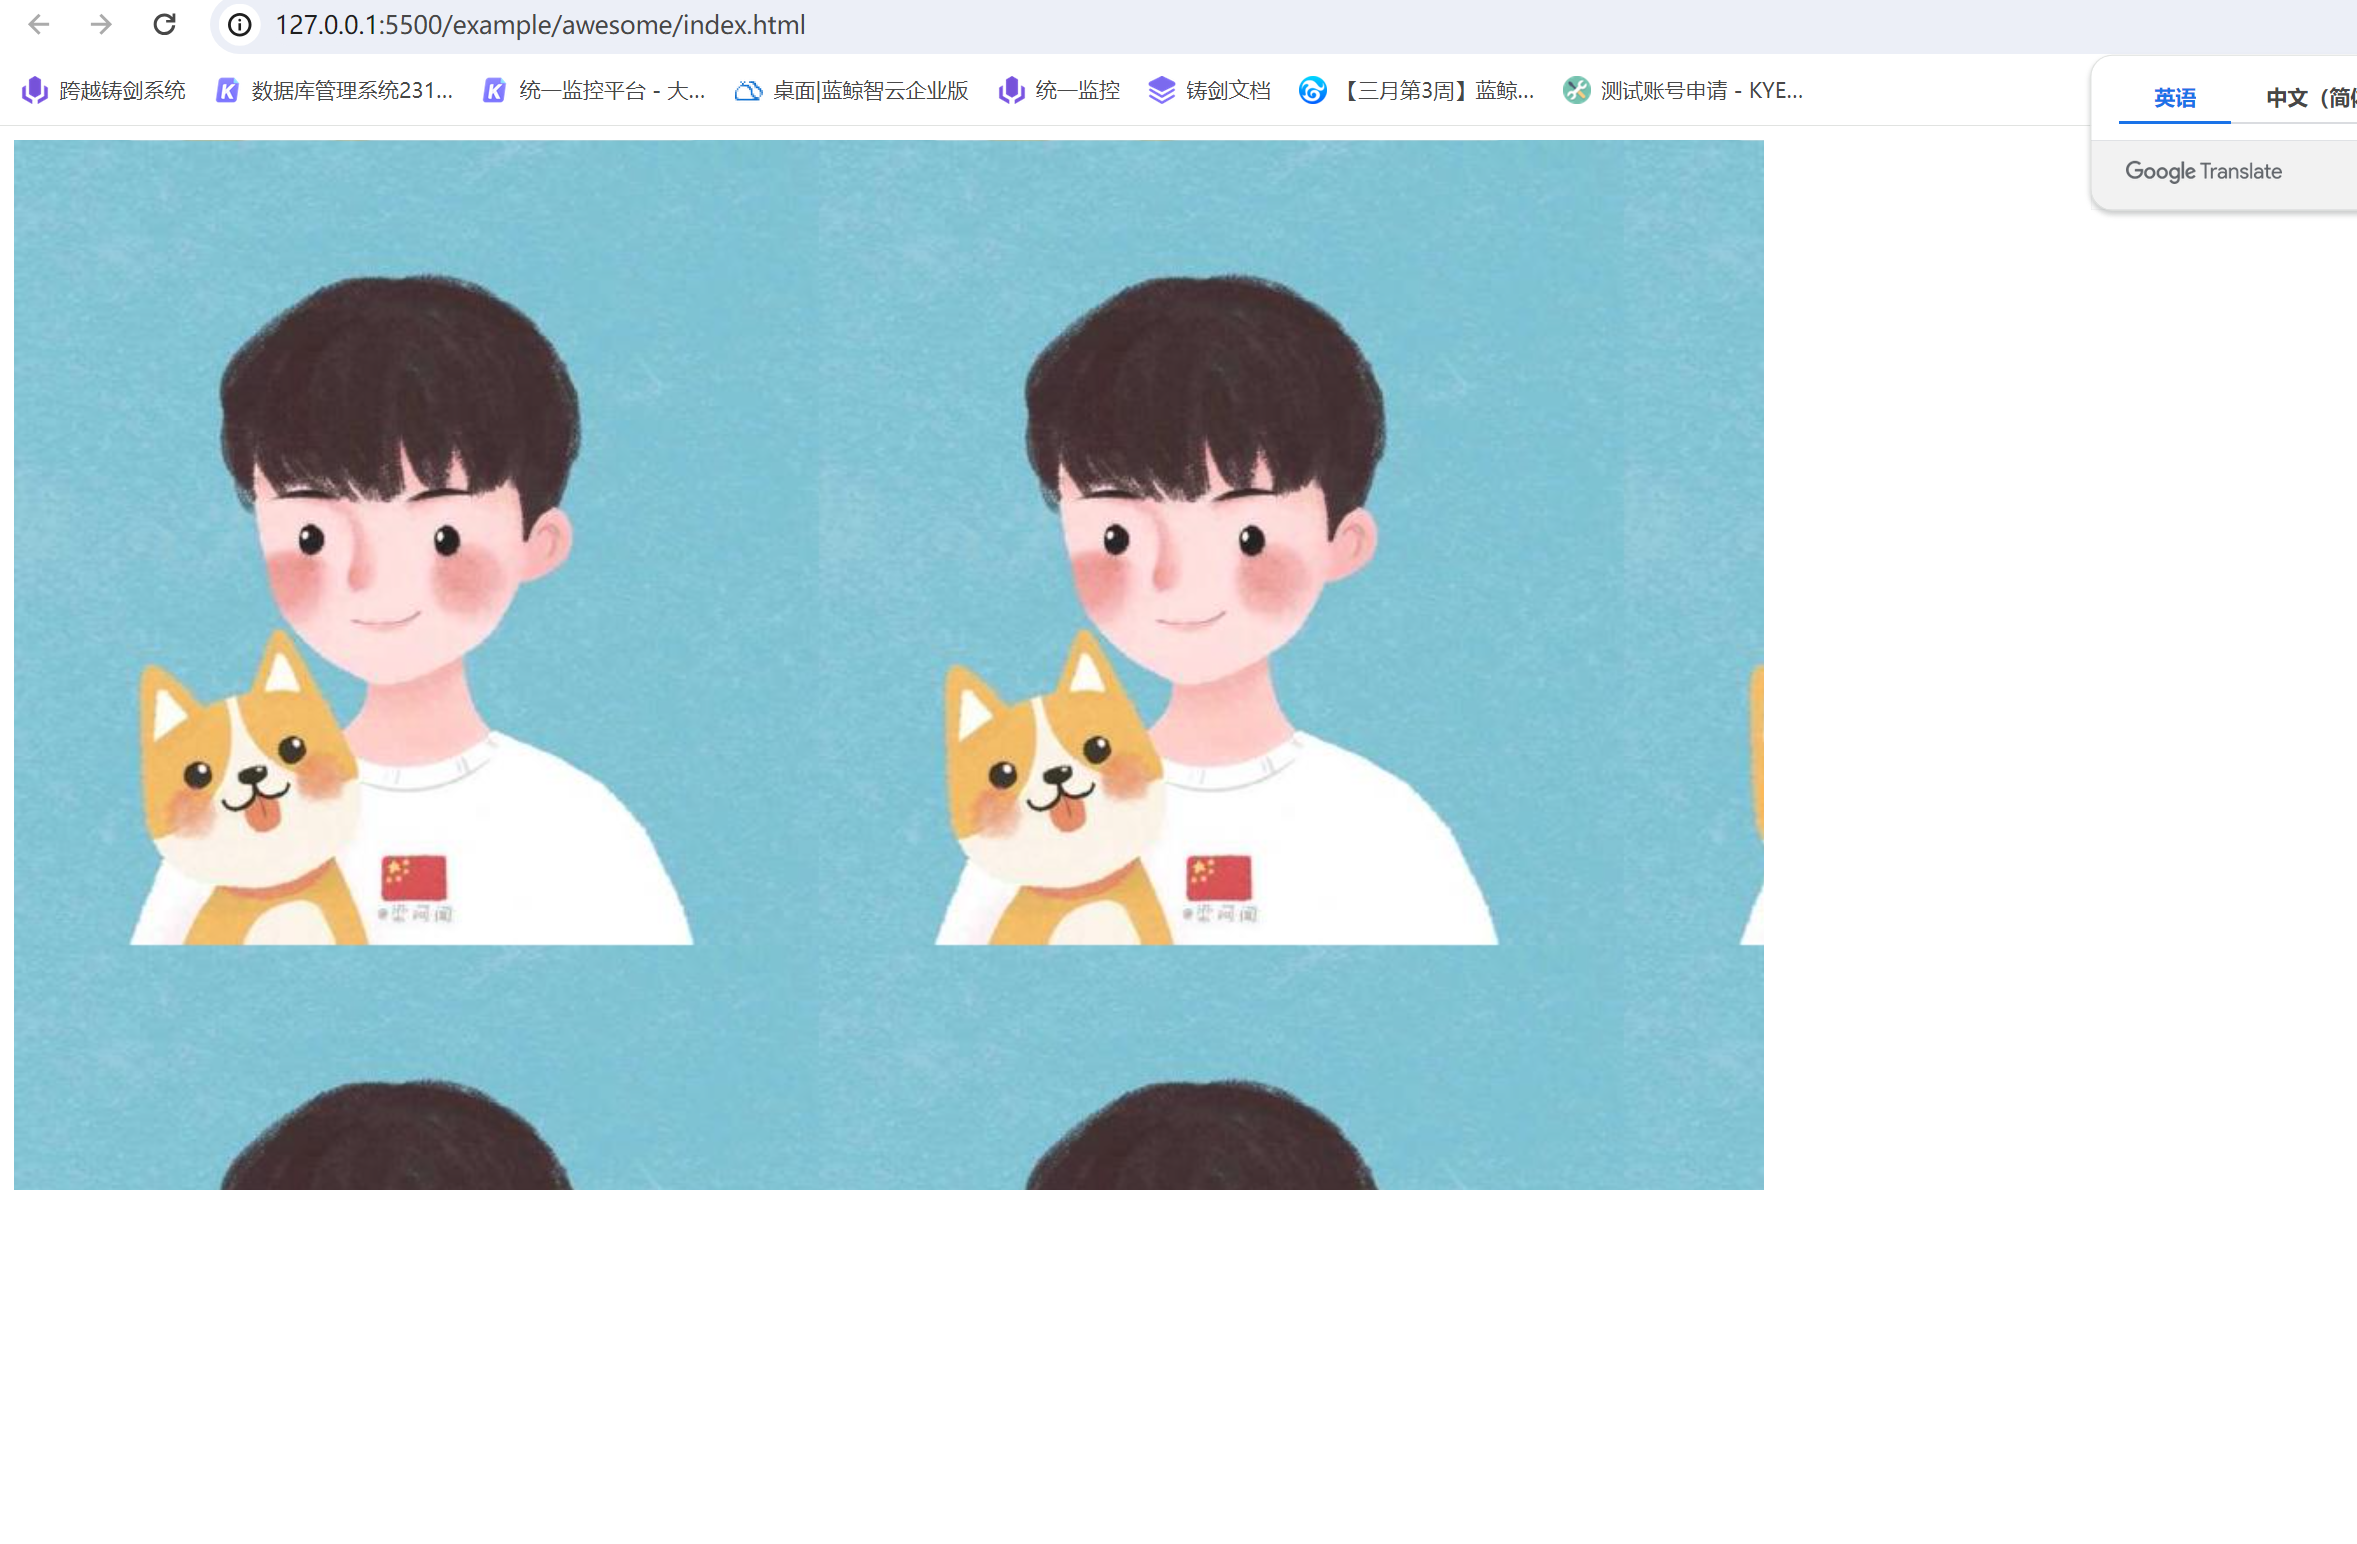 127.0.0.1:5500/example/awesome/index.html
跨越铸剑系统 数据库管理系统231... 统一监控平台 - 大... 桌面|蓝鲸智云企业版 统一监控 铸剑文档 【三月第3周】蓝鲸... 测试账号申请 - KYE...
英语 中文（简体
Google Translate